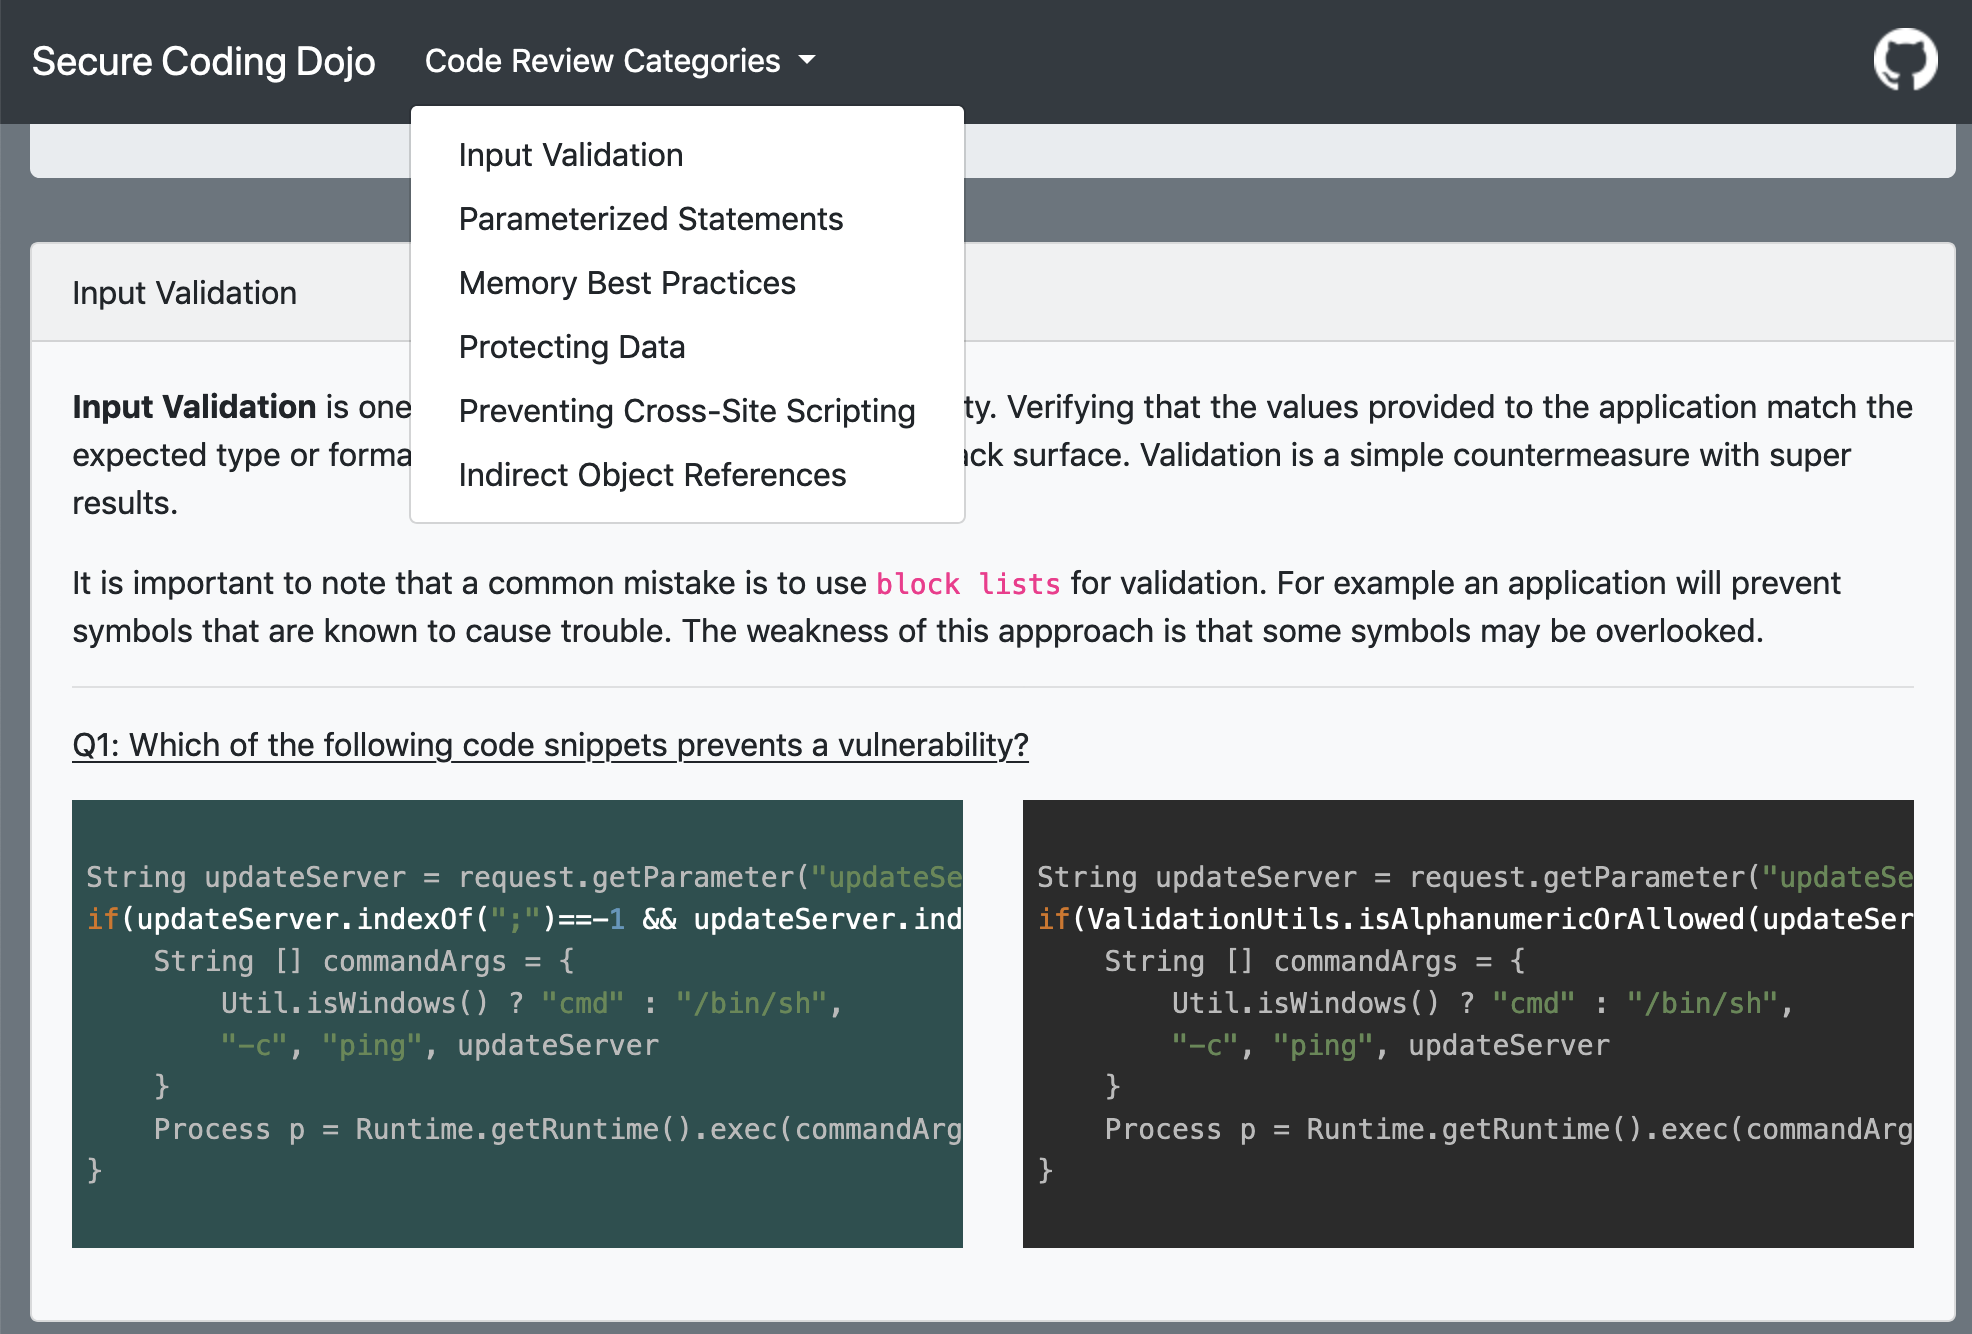 Secure Coding Dojo
Code Review Categories
Input Validation
Parameterized Statements
Memory Best Practices
Protecting Data
Preventing Cross-Site Scripting
Indirect Object References
Input Validation
Input Validation is one ty. Verifying that the values provided to the application match the
expected type or forma ack surface. Validation is a simple countermeasure with super
results.
It is important to note that a common mistake is to use block lists for validation. For example an application will prevent
symbols that are known to cause trouble. The weakness of this appproach is that some symbols may be overlooked.
Q1: Which of the following code snippets prevents a vulnerability?
String updateServer = request.getParameter("updateSe
if(updateServer.indexOf(";")==-1 && updateServer.ind
String [] commandArgs = {
Util.isWindows() ? "cmd" : "/bin/sh",
"-c", "ping", updateServer
}
Process p = Runtime.getRuntime().exec(commandArg
}
String updateServer = request.getParameter("updateSe
if(ValidationUtils.isAlphanumericOrAllowed(updateSer
String [] commandArgs = {
Util.isWindows() ? "cmd" : "/bin/sh",
"-c", "ping", updateServer
}
Process p = Runtime.getRuntime().exec(commandArg
}